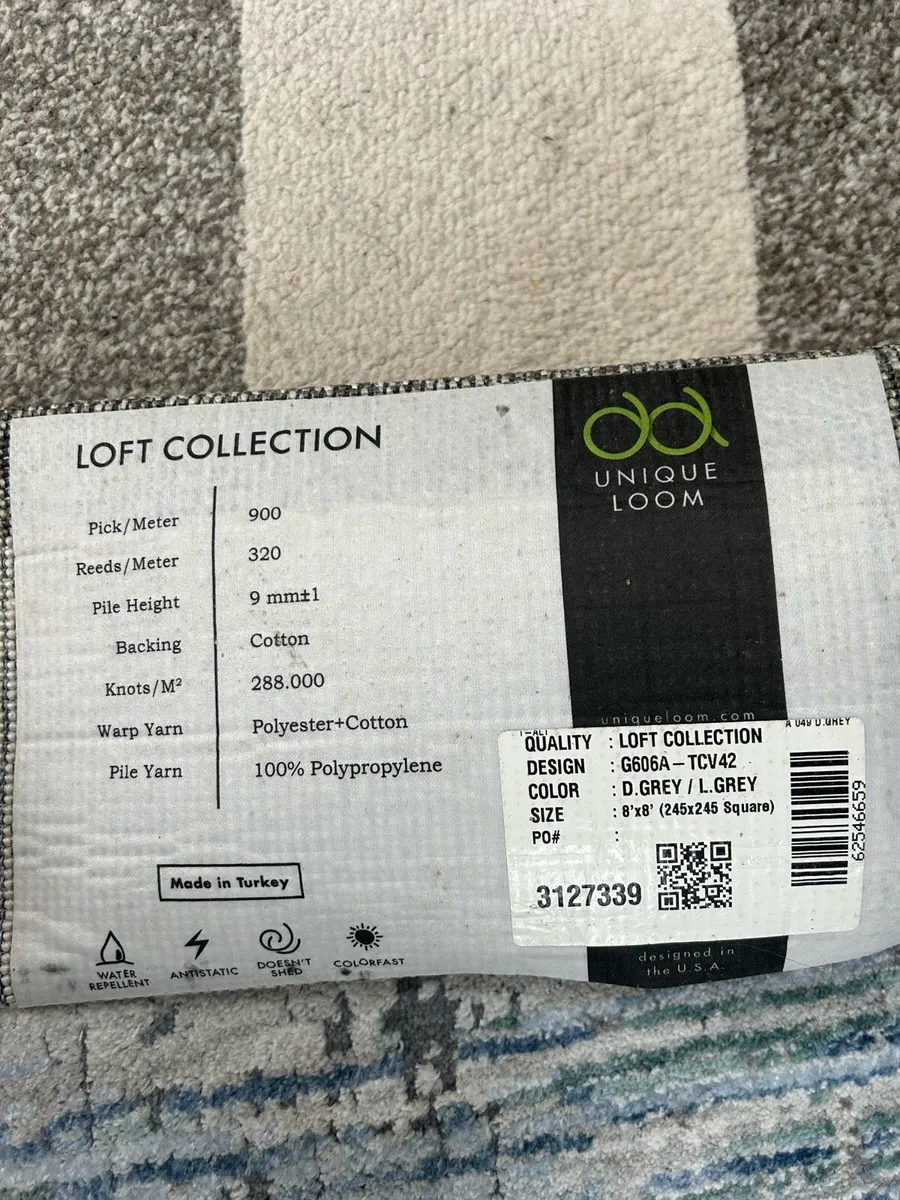 LOFT COLLECTION
Pick/Meter 900
Reeds/Meter 320
Pile Height 9 mm±1
Backing Cotton
Knots/M² 288.000
Warp Yarn Polyester+Cotton
Pile Yarn 100% Polypropylene
Made in Turkey
WATER
REPELLENT
ANTISTATIC
DOESN'T
SHED
COLORFAST
UNIQUE
LOOM
uniqueloom.com
QUALITY : LOFT COLLECTION
DESIGN : G606A-TCV42
COLOR : D.GREY / L.GREY
SIZE : 8'x8' (245x245 Square)
PO# :
3127339
A 049 D.GREY
62546659
designed in
the U.S.A.